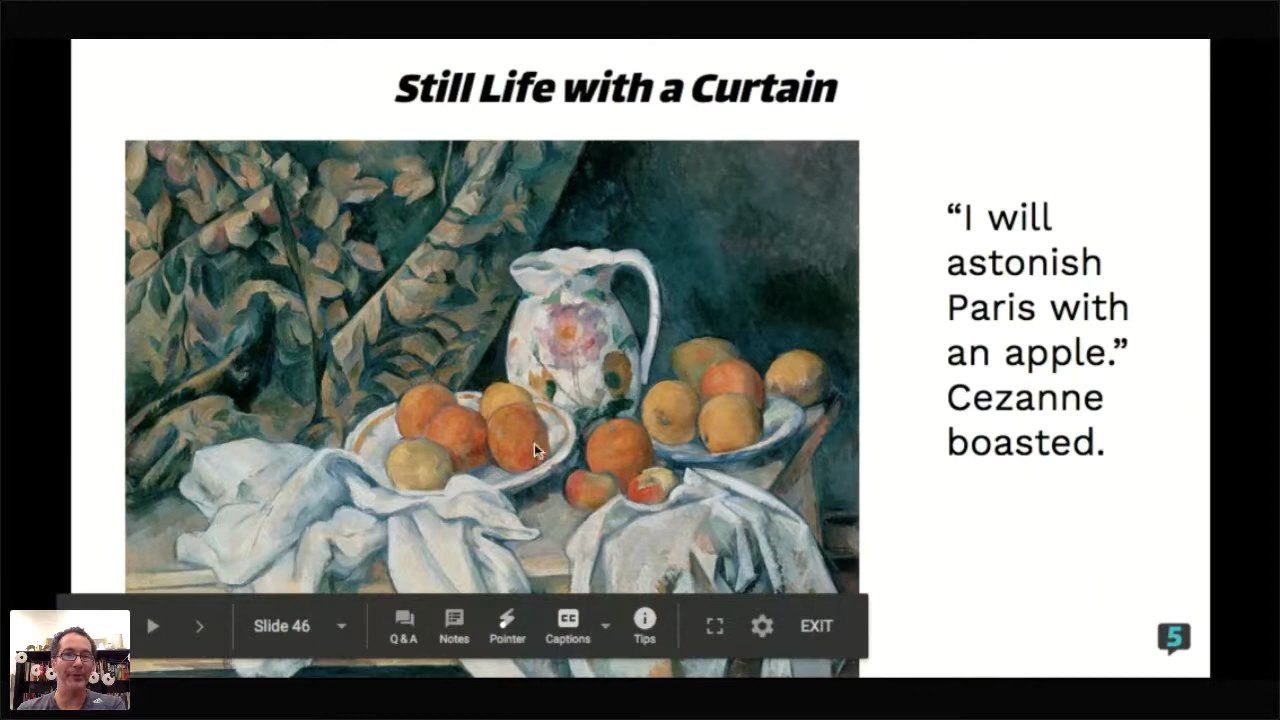 Still Life with a Curtain
“I will
astonish
Paris with
an apple.”
Cezanne
boasted.
Slide 46
Q & A
Notes
Pointer
CC
Captions
Tips
EXIT
5